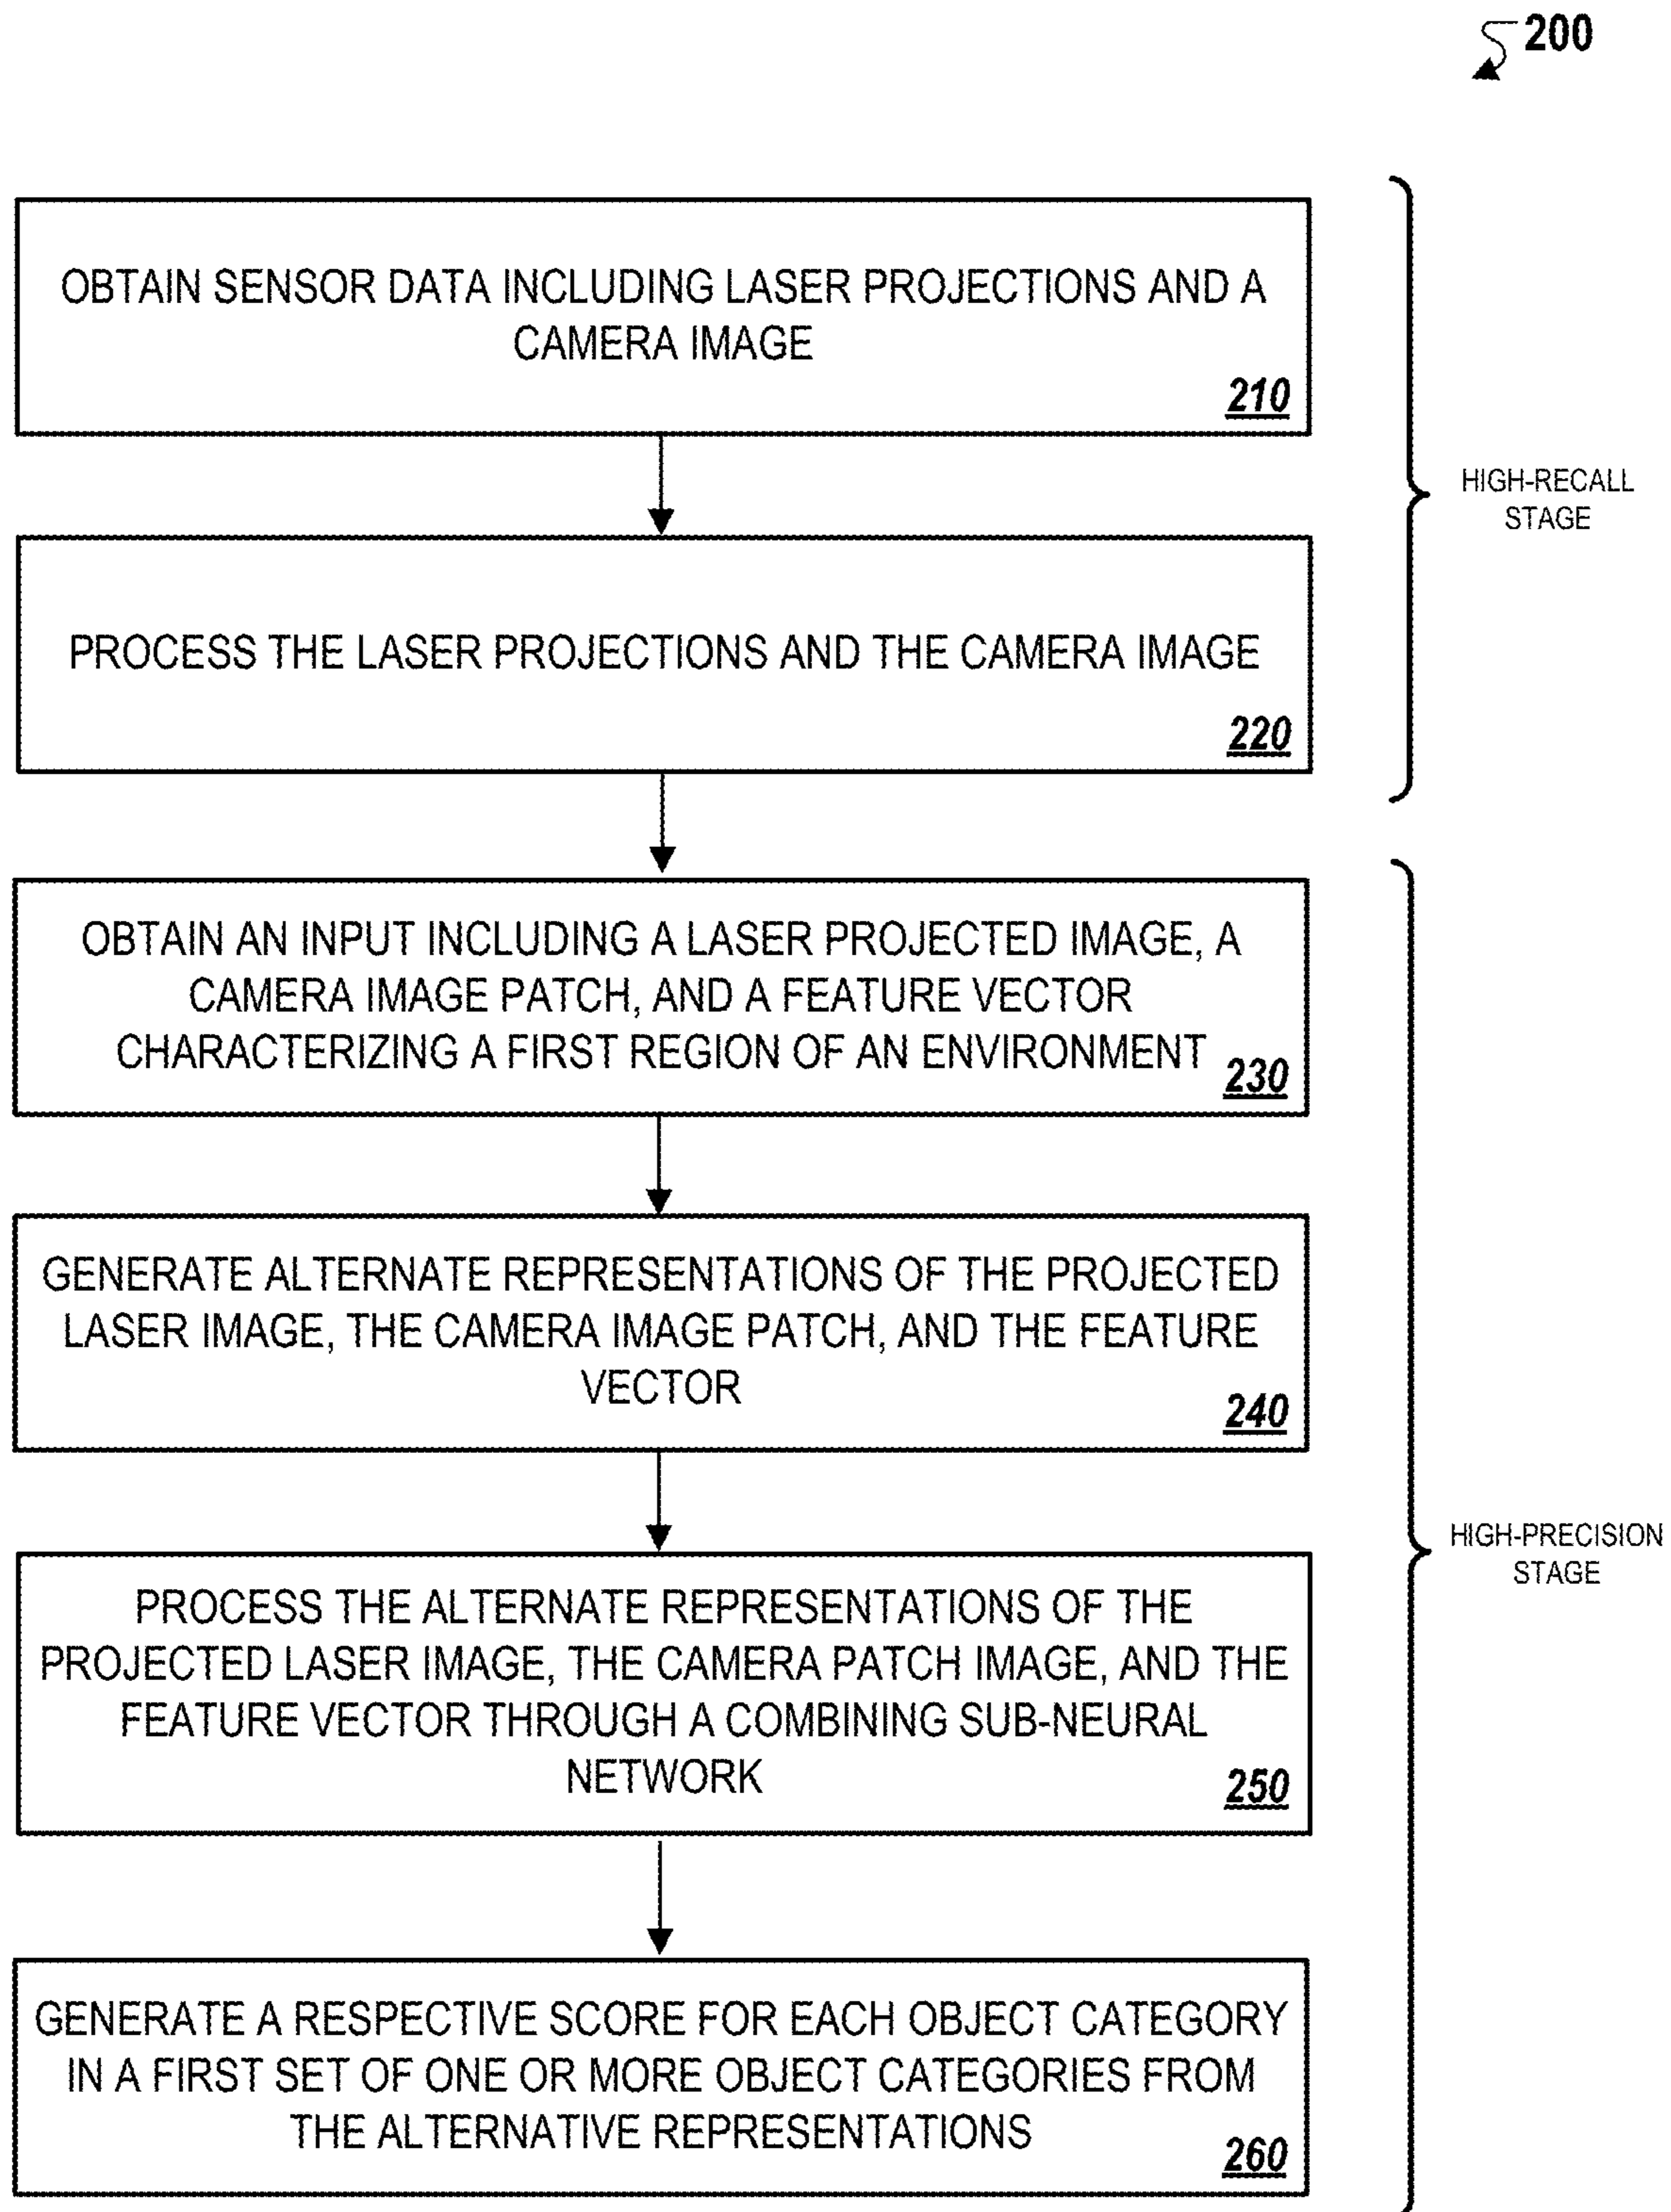 200
OBTAIN SENSOR DATA INCLUDING LASER PROJECTIONS AND A
CAMERA IMAGE
210
HIGH-RECALL
STAGE
PROCESS THE LASER PROJECTIONS AND THE CAMERA IMAGE
220
OBTAIN AN INPUT INCLUDING A LASER PROJECTED IMAGE, A
CAMERA IMAGE PATCH, AND A FEATURE VECTOR
CHARACTERIZING A FIRST REGION OF AN ENVIRONMENT
230
GENERATE ALTERNATE REPRESENTATIONS OF THE PROJECTED
LASER IMAGE, THE CAMERA IMAGE PATCH, AND THE FEATURE
VECTOR
240
HIGH-PRECISION
STAGE
PROCESS THE ALTERNATE REPRESENTATIONS OF THE
PROJECTED LASER IMAGE, THE CAMERA PATCH IMAGE, AND THE
FEATURE VECTOR THROUGH A COMBINING SUB-NEURAL
NETWORK
250
GENERATE A RESPECTIVE SCORE FOR EACH OBJECT CATEGORY
IN A FIRST SET OF ONE OR MORE OBJECT CATEGORIES FROM
THE ALTERNATIVE REPRESENTATIONS
260